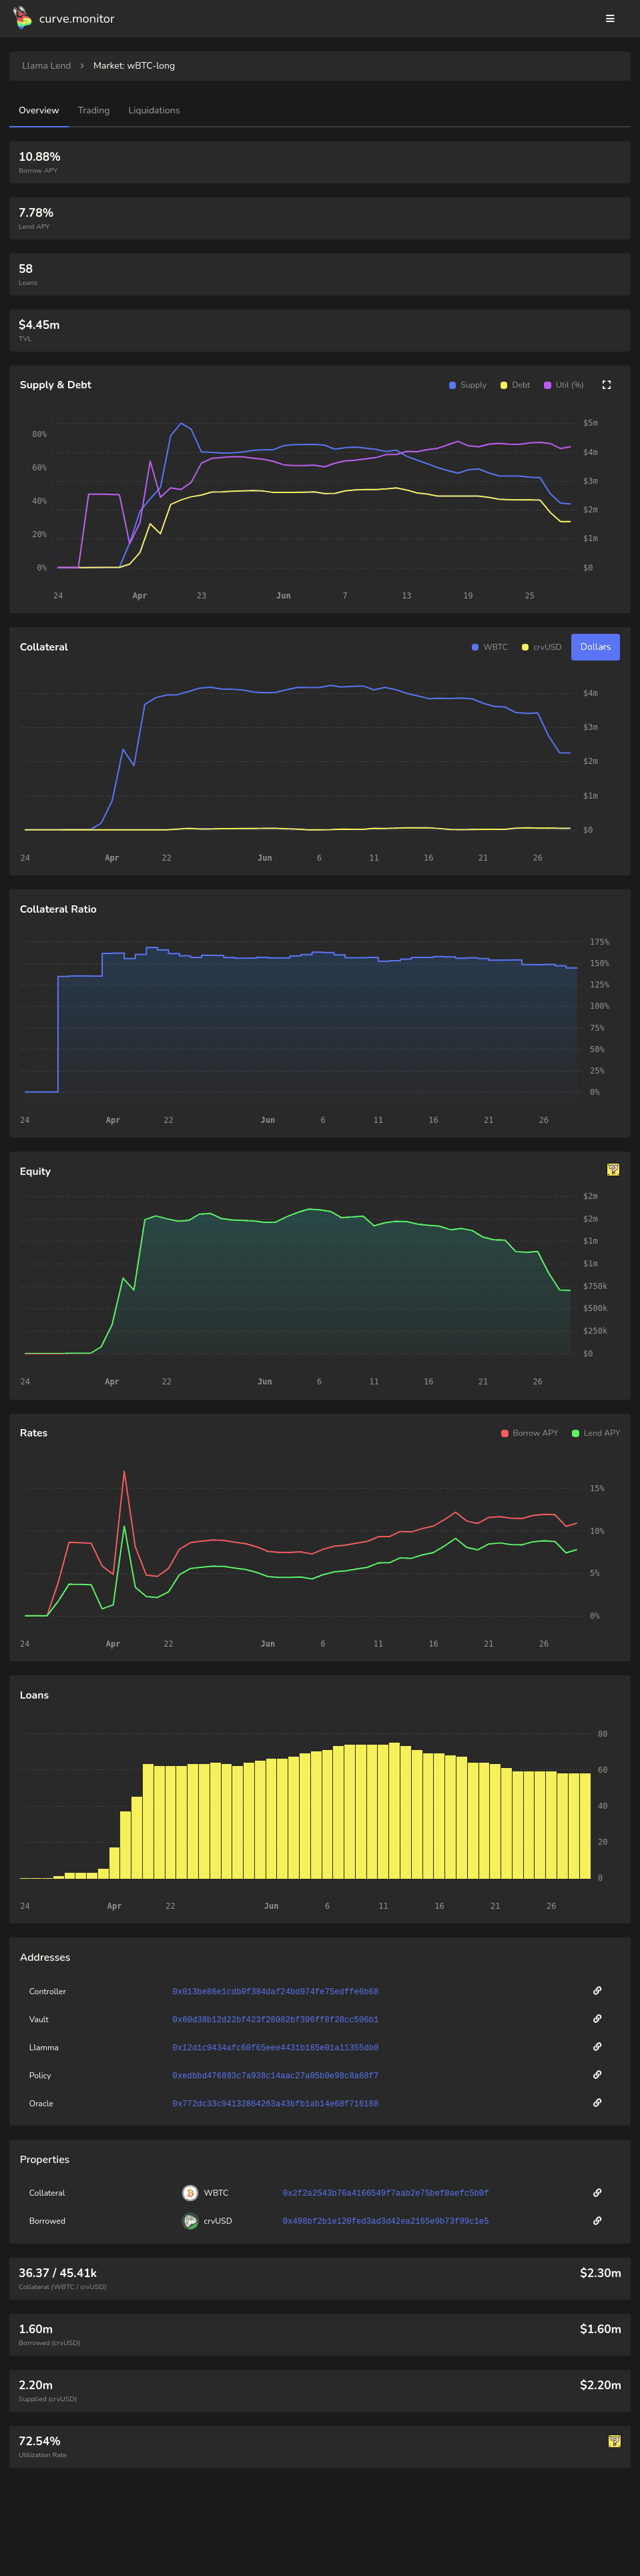 curve.monitor
Llama Lend > Market: wBTC-long
Overview Trading Liquidations
10.88%
Borrow APY
7.78%
Lend APY
58
Loans
$4.45m
TVL
Supply & Debt Supply Debt Util (%)
80% $5m
60% $4m
40% $3m
20% $2m
0% $1m
$0
24 Apr 23 Jun 7 13 19 25
Collateral WBTC crvUSD Dollars
$4m
$3m
$2m
$1m
$0
24 Apr 22 Jun 6 11 16 21 26
Collateral Ratio
175%
150%
125%
100%
75%
50%
25%
0%
24 Apr 22 Jun 6 11 16 21 26
Equity
$2m
$2m
$1m
$1m
$750k
$500k
$250k
$0
24 Apr 22 Jun 6 11 16 21 26
Rates Borrow APY Lend APY
15%
10%
5%
0%
24 Apr 22 Jun 6 11 16 21 26
Loans
80
60
40
20
0
24 Apr 22 Jun 6 11 16 21 26
Addresses
Controller 0x013be86e1cdb0f384daf24bd974fe75edffe6b68
Vault 0x60d38b12d22bf423f28082bf396ff8f28cc506b1
Llamma 0x12d1c9434afc60f65eee4431b185e01a11355db0
Policy 0xedbbd476893c7a938c14aac27a05b0e98c8a68f7
Oracle 0x772dc33c94132864263a43bfb1ab14e68f716188
Properties
Collateral WBTC 0x2f2a2543b76a4166549f7aab2e75bef0aefc5b0f
Borrowed crvUSD 0x498bf2b1e120fed3ad3d42ea2165e9b73f99c1e5
36.37 / 45.41k $2.30m
Collateral (WBTC / crvUSD)
1.60m $1.60m
Borrowed (crvUSD)
2.20m $2.20m
Supplied (crvUSD)
72.54%
Utilization Rate